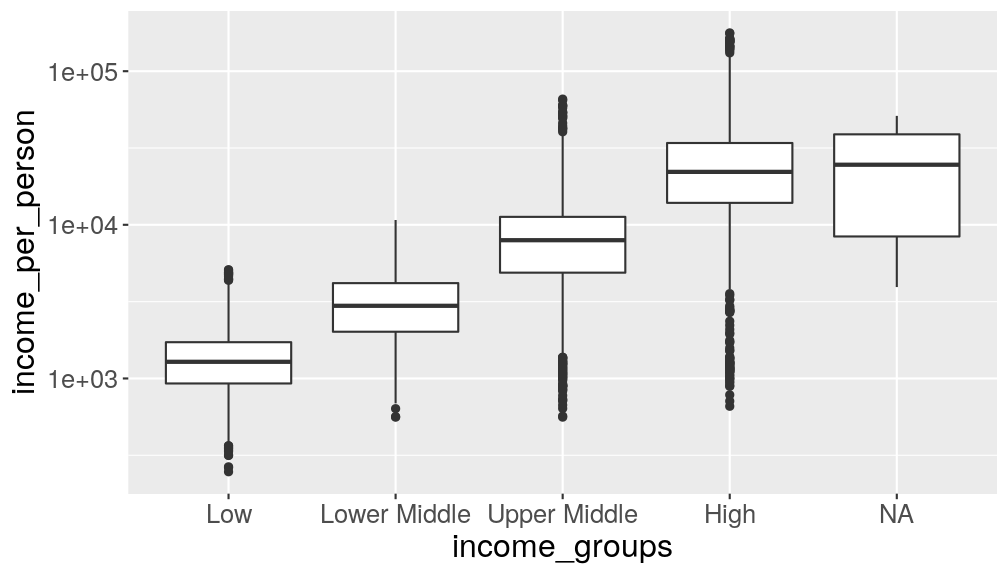 income_per_person
1e+05
1e+04
1e+03
Low Lower Middle Upper Middle High NA
income_groups